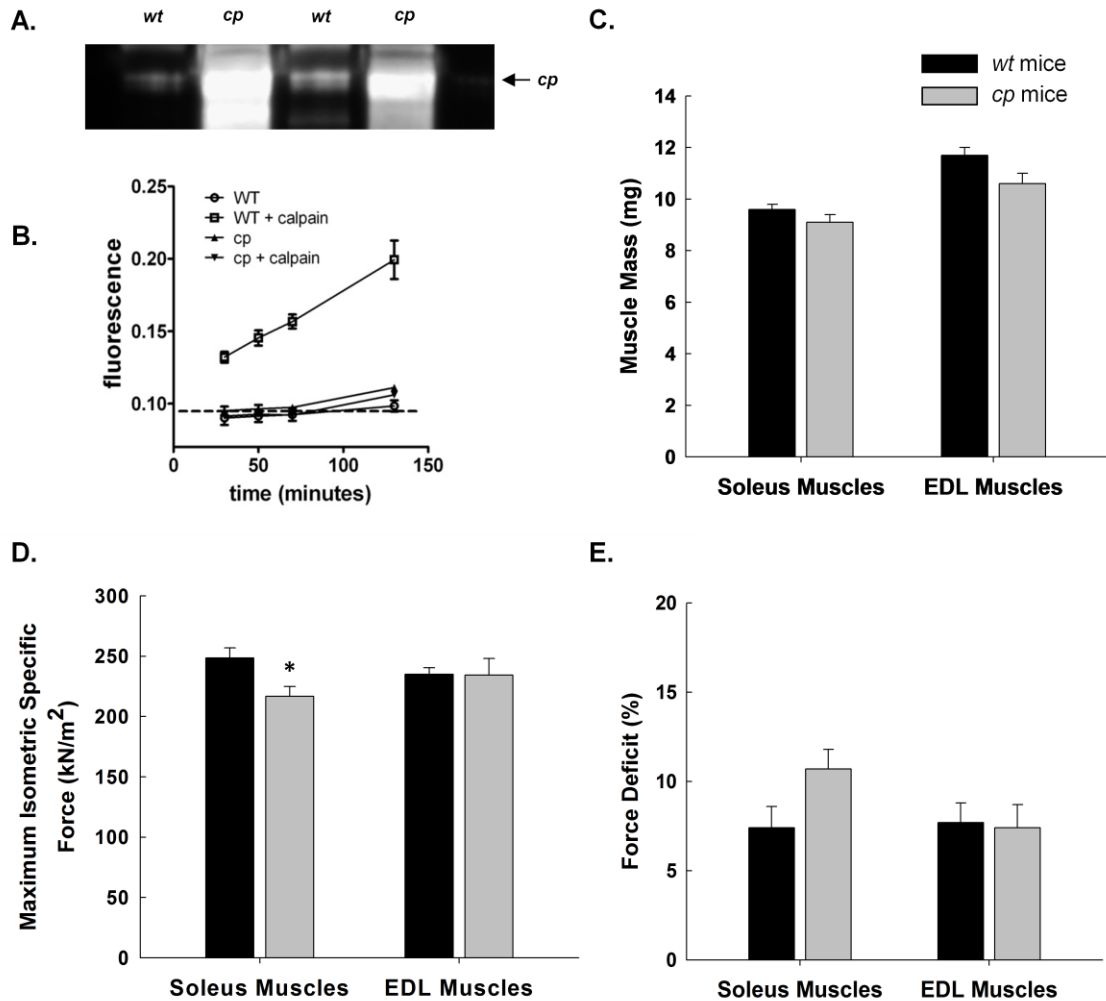 A.
wt cp wt cp
cp
B.
0.25
0.20
0.15
0.10
fluorescence
WT
WT + calpain
cp
cp + calpain
0 50 100 150
time (minutes)
C.
wt mice
cp mice
14
12
10
8
6
4
2
0
Muscle Mass (mg)
Soleus Muscles EDL Muscles
D.
300
250
200
150
100
50
0
Maximum Isometric Specific
Force (kN/m²)
*
Soleus Muscles EDL Muscles
E.
20
15
10
5
0
Force Deficit (%)
Soleus Muscles EDL Muscles